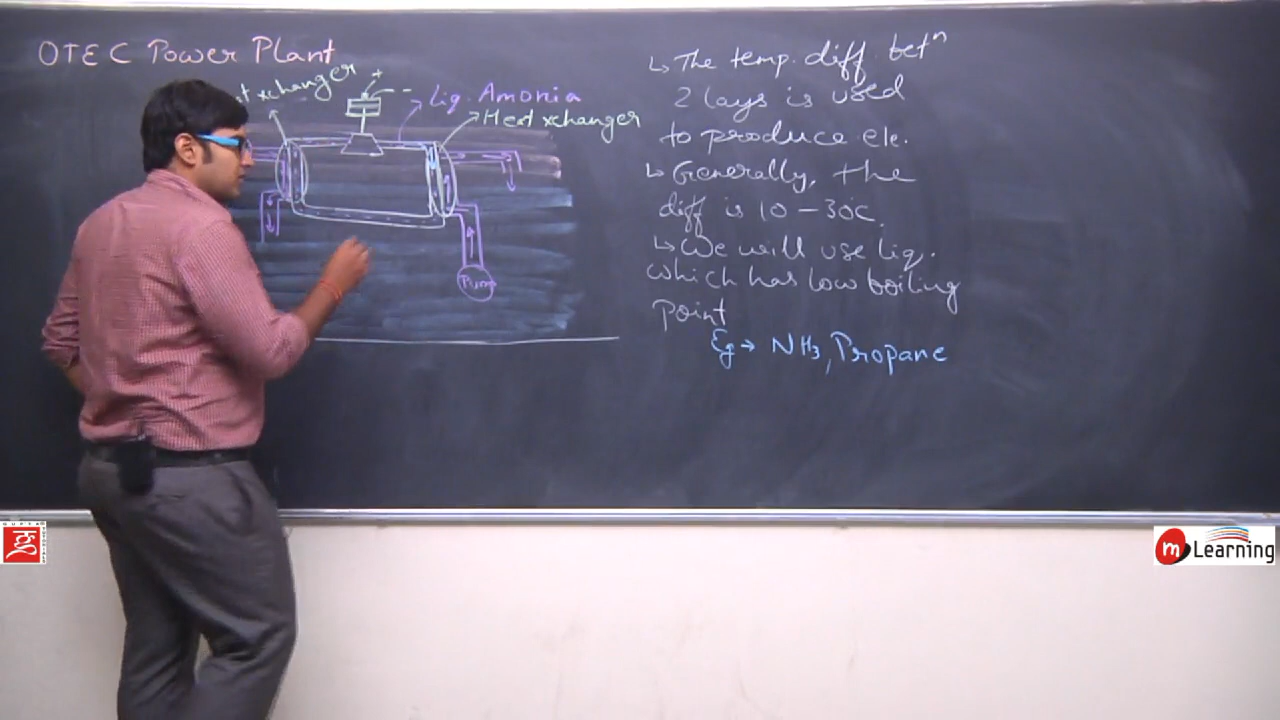 OTEC Power Plant
xchanger
+
- -
Liq. Amonia
Heat xchanger
Pump
↳ The temp. diff. betⁿ
2 lays is used
to produce ele.
↳ Generally, the
diff is 10 – 30c.
↳ We will use liq.
which has low boiling
point
Eg → NH3, Propane
m Learning